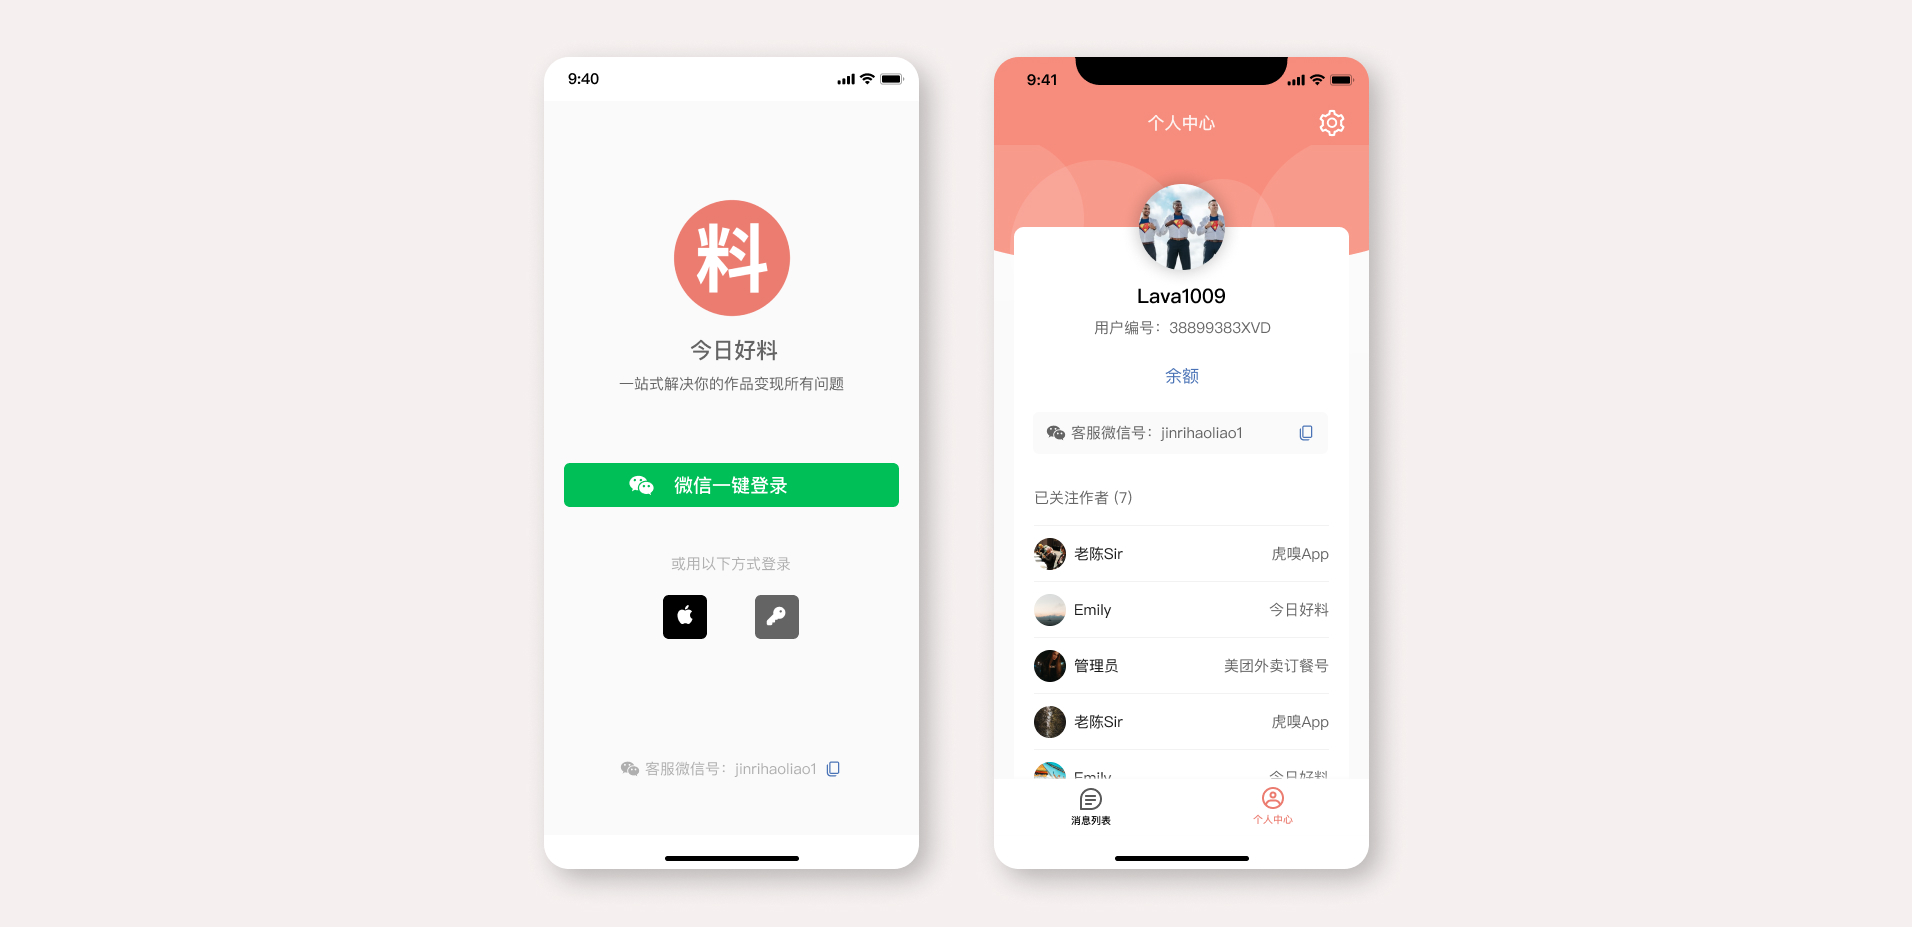 9:40
料
今日好料
一站式解决你的作品变现所有问题
微信一键登录
或用以下方式登录
客服微信号：jinrihaoliao1
9:41
个人中心
Lava1009
用户编号：38899383XVD
余额
客服微信号：jinrihaoliao1
已关注作者 (7)
老陈Sir 虎嗅App
Emily 今日好料
管理员 美团外卖订餐号
老陈Sir 虎嗅App
Emily 今日好料
消息列表 个人中心